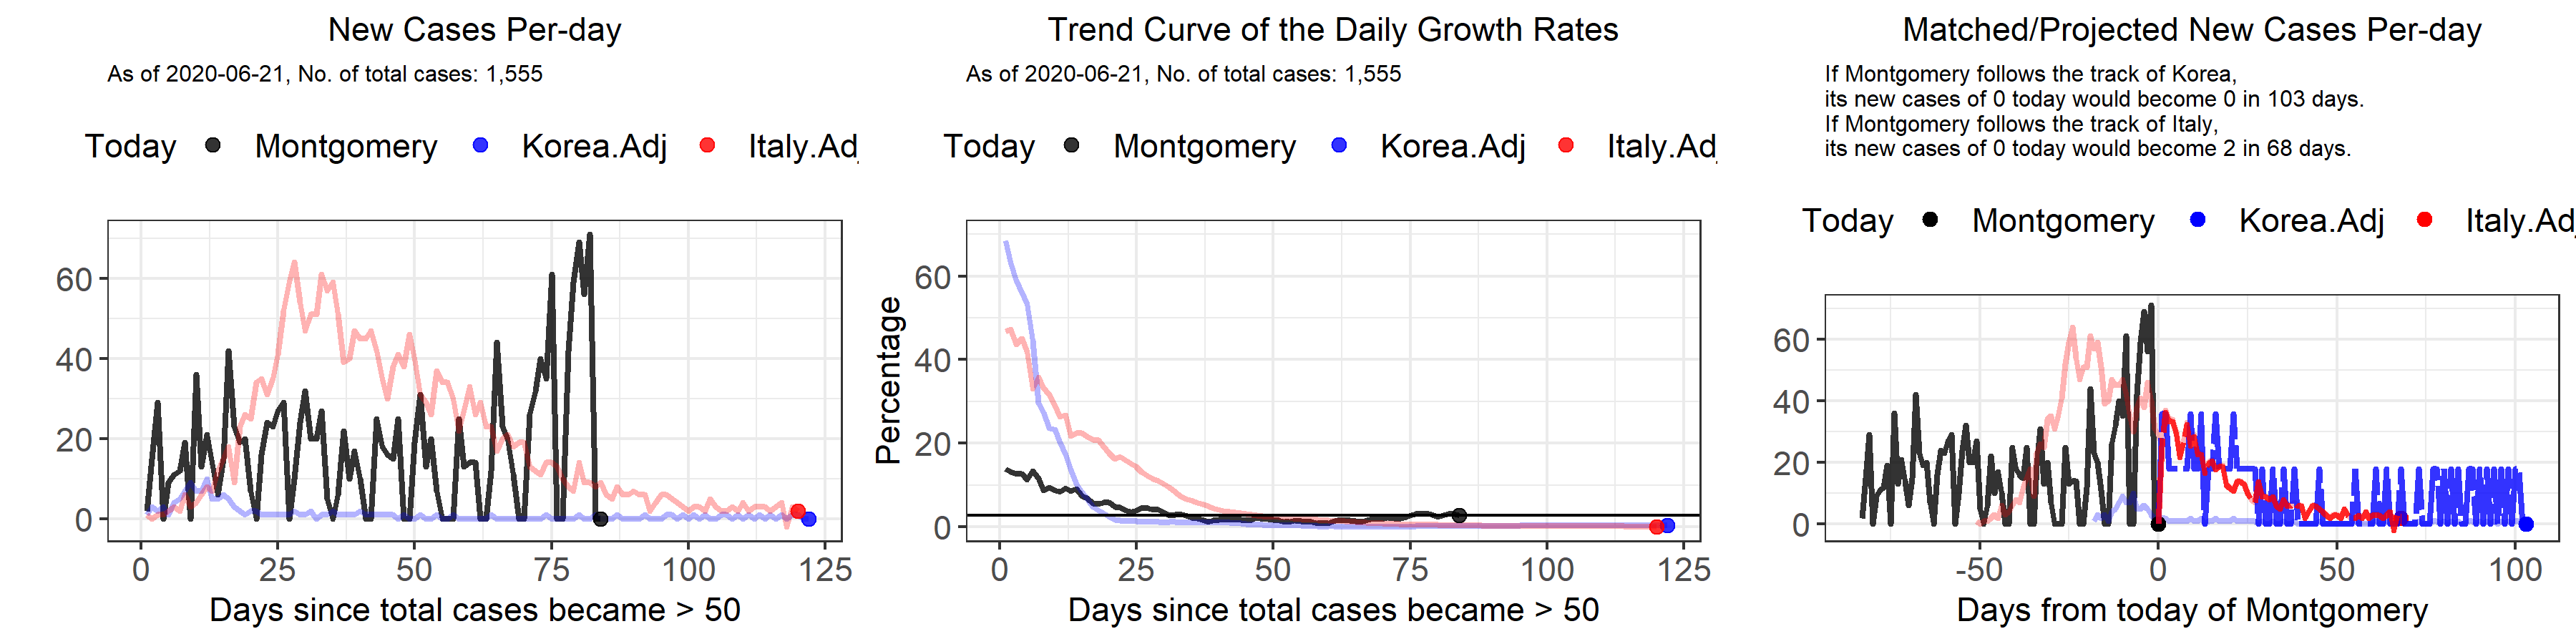 New Cases Per-day
As of 2020-06-21, No. of total cases: 1,555
Today Montgomery Korea.Adj Italy.Ad
60
40
20
0
0 25 50 75 100 125
Days since total cases became > 50
Trend Curve of the Daily Growth Rates
As of 2020-06-21, No. of total cases: 1,555
Today Montgomery Korea.Adj Italy.Ad
Percentage
60
40
20
0
0 25 50 75 100 125
Days since total cases became > 50
Matched/Projected New Cases Per-day
If Montgomery follows the track of Korea,
its new cases of 0 today would become 0 in 103 days.
If Montgomery follows the track of Italy,
its new cases of 0 today would become 2 in 68 days.
Today Montgomery Korea.Adj Italy.Ad
60
40
20
0
-50 0 50 100
Days from today of Montgomery